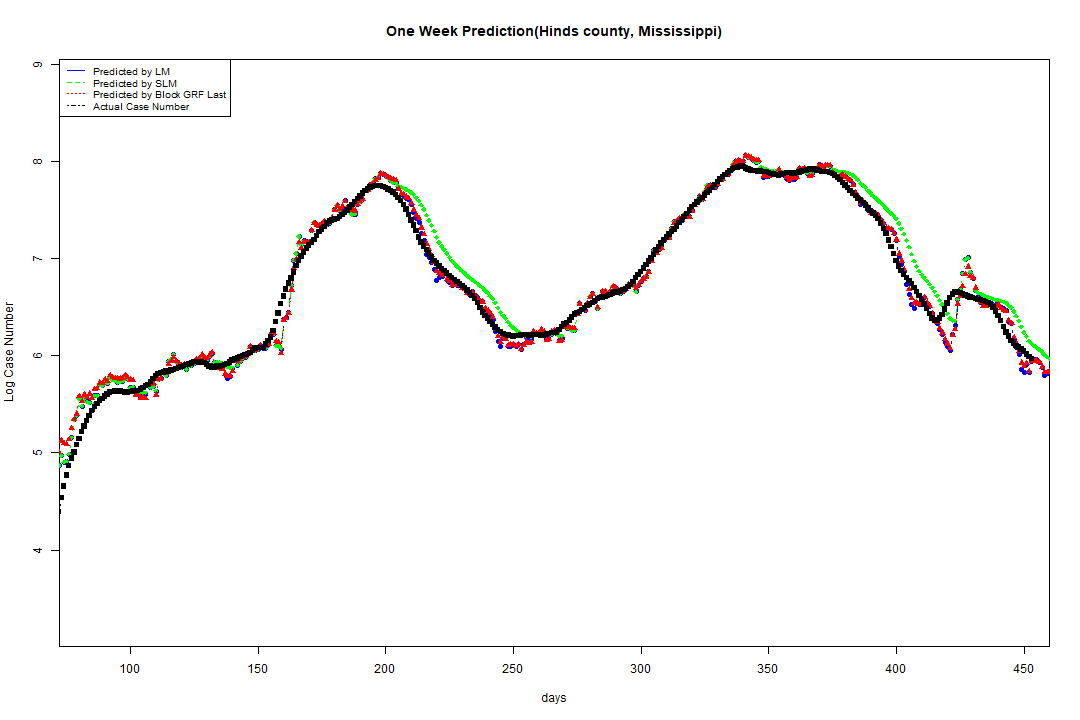 One Week Prediction(Hinds county, Mississippi)
Predicted by LM
Predicted by SLM
Predicted by Block GRF Last
Actual Case Number
9
8
7
6
5
4
Log Case Number
100 150 200 250 300 350 400 450
days